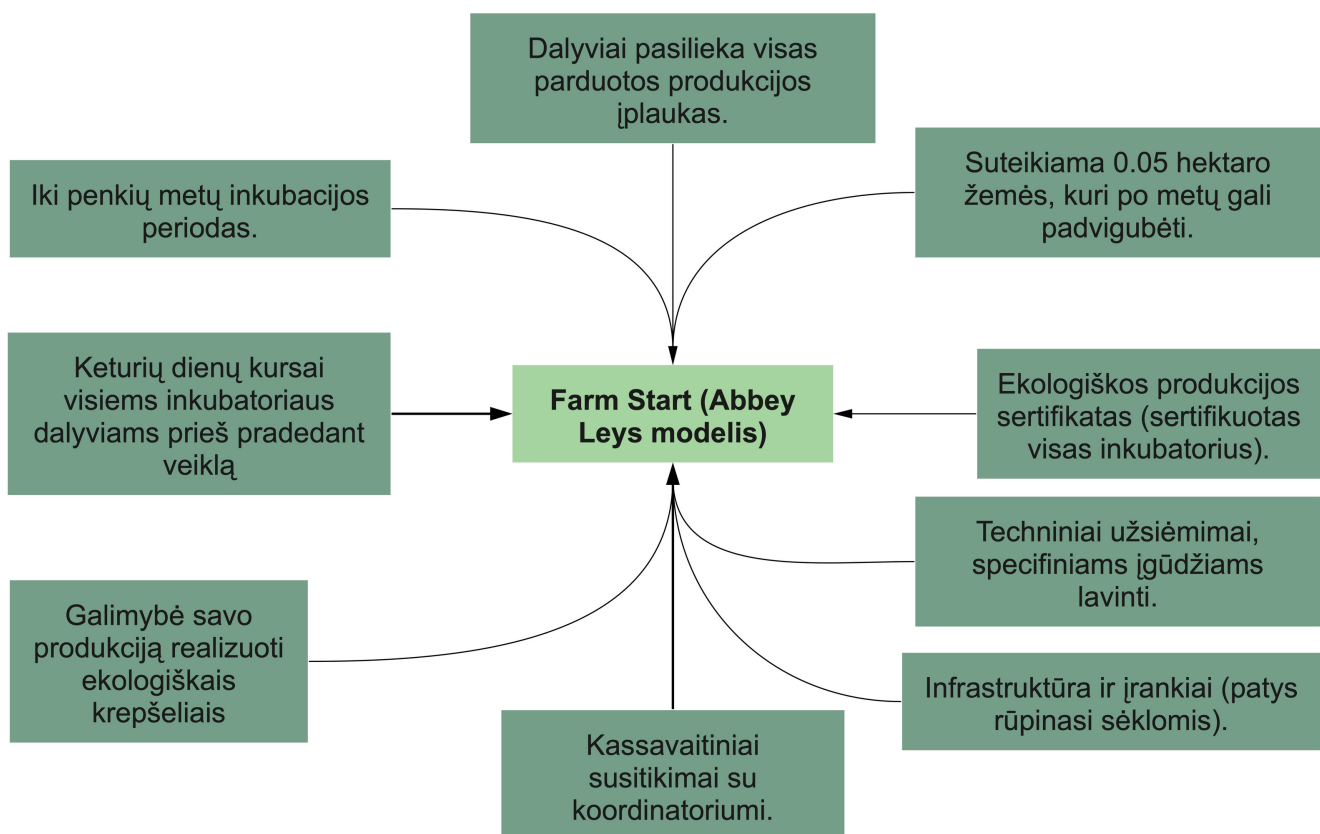 Dalyviai pasilieka visas
parduotos produkcijos
įplaukas.
Iki penkių metų inkubacijos
periodas.
Suteikiama 0.05 hektaro
žemės, kuri po metų gali
padvigubėti.
Keturių dienų kursai
visiems inkubatoriaus
dalyviams prieš pradedant
veiklą
Farm Start (Abbey
Leys modelis)
Ekologiškos produkcijos
sertifikatas (sertifikuotas
visas inkubatorius).
Techniniai užsiėmimai,
specifiniams įgūdžiams
lavinti.
Galimybė savo
produkciją realizuoti
ekologiškais
krepšeliais
Infrastruktūra ir įrankiai (patys
rūpinasi sėklomis).
Kassavaitiniai
susitikimai su
koordinatoriumi.